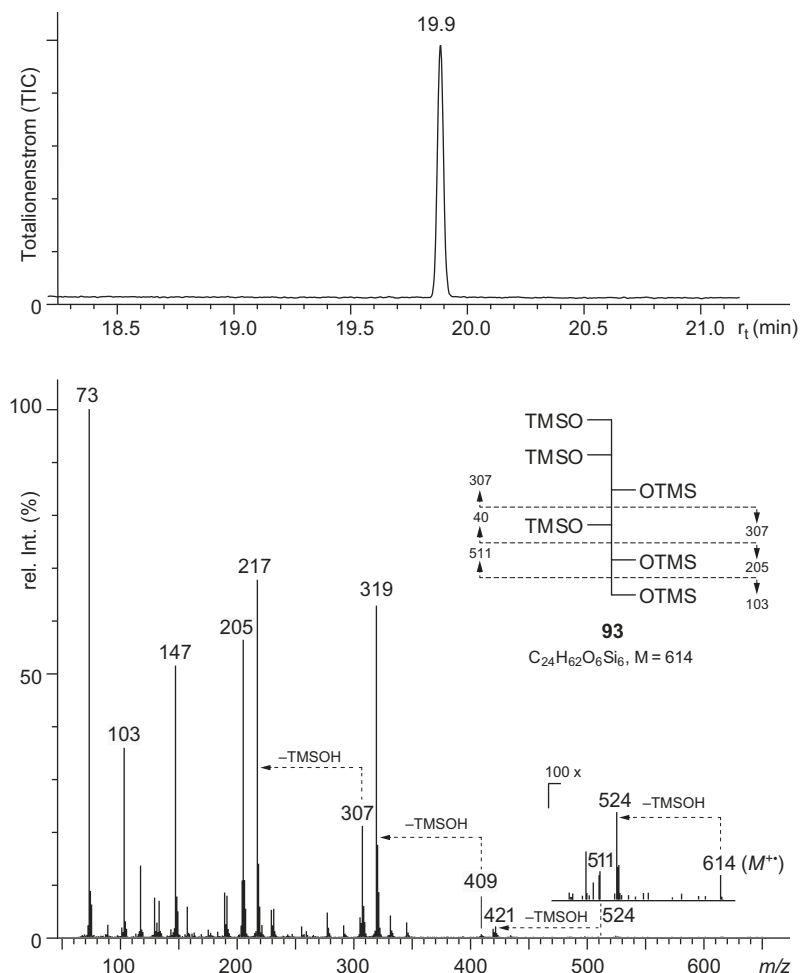 19.9
Totalionenstrom (TIC)
0
18.5 19.0 19.5 20.0 20.5 21.0 rt (min)
100
73
TMSO
TMSO
307
OTMS
40
TMSO
307
511
OTMS
205
OTMS
103
93
C24H62O6Si6, M = 614
rel. Int. (%)
217
319
205
147
50
103
–TMSOH
100 x
307
–TMSOH
524
–TMSOH
511
614 (M+•)
409
421
–TMSOH
524
0
100 200 300 400 500 600 m/z